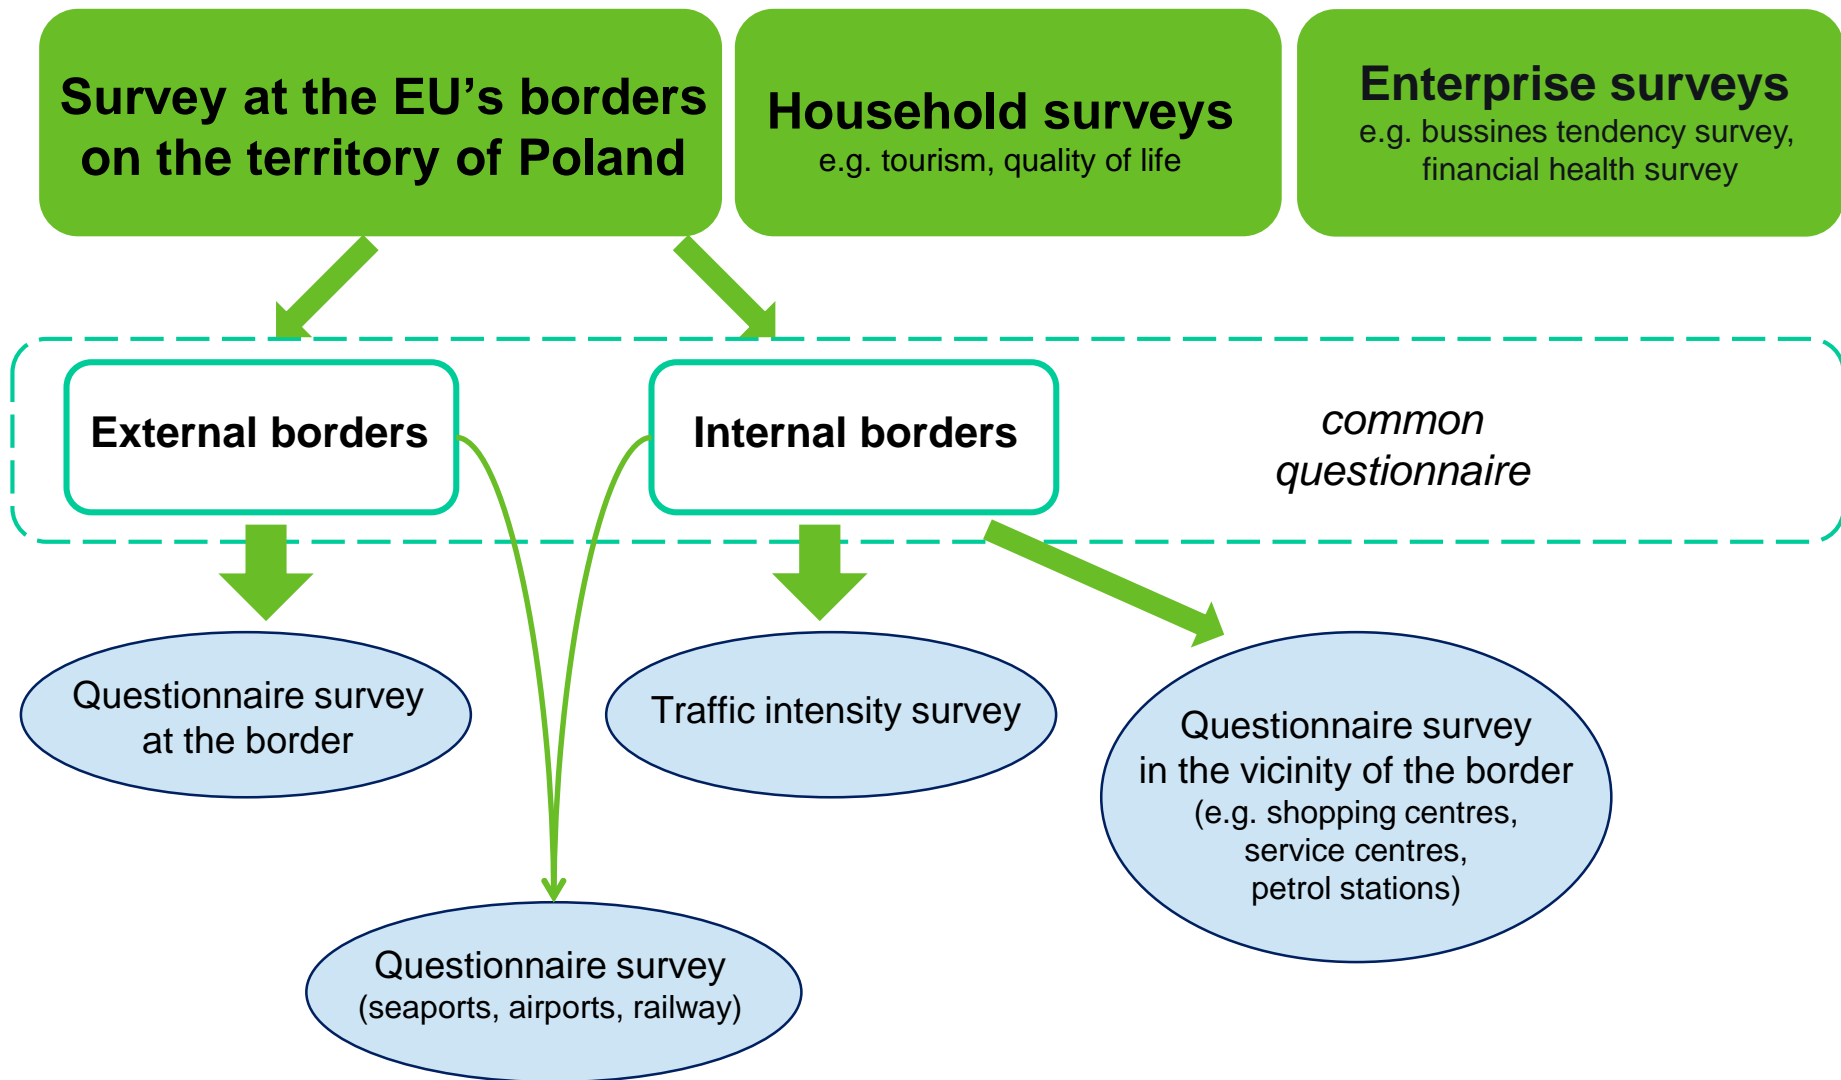 Survey at the EU’s borders
on the territory of Poland
Household surveys
e.g. tourism, quality of life
Enterprise surveys
e.g. bussines tendency survey,
financial health survey
External borders
Internal borders
common
questionnaire
Questionnaire survey
at the border
Traffic intensity survey
Questionnaire survey
in the vicinity of the border
(e.g. shopping centres,
service centres,
petrol stations)
Questionnaire survey
(seaports, airports, railway)